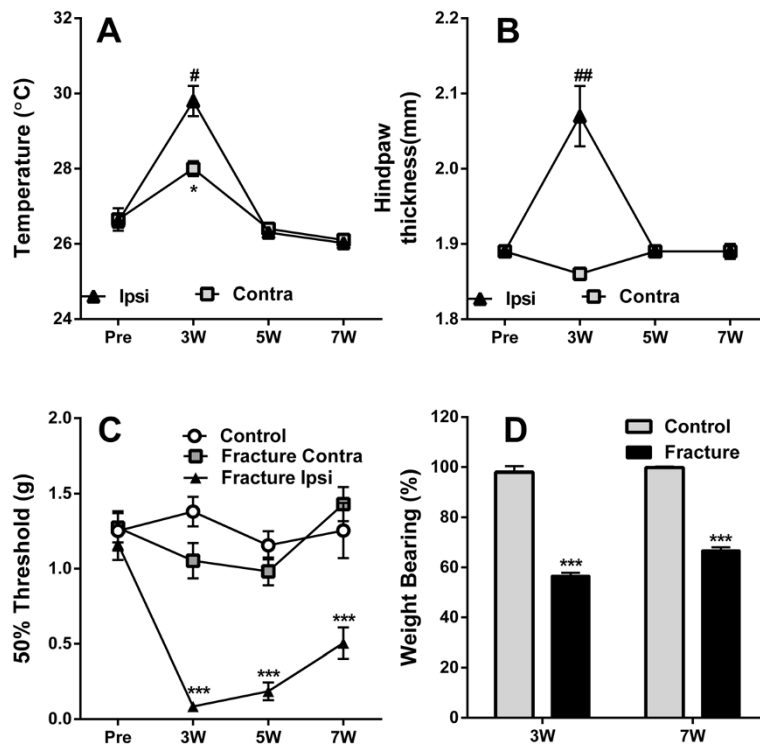 A
Temperature (°C)
32
30
28
26
24
#
*
Ipsi
Contra
Pre
3W
5W
7W
B
Hindpaw
thickness(mm)
2.2
2.1
2.0
1.9
1.8
##
Ipsi
Contra
Pre
3W
5W
7W
C
50% Threshold (g)
2.0
1.5
1.0
0.5
0.0
Control
Fracture Contra
Fracture Ipsi
***
***
***
Pre
3W
5W
7W
D
Weight Bearing (%)
120
100
80
60
40
20
0
Control
Fracture
***
***
3W
7W